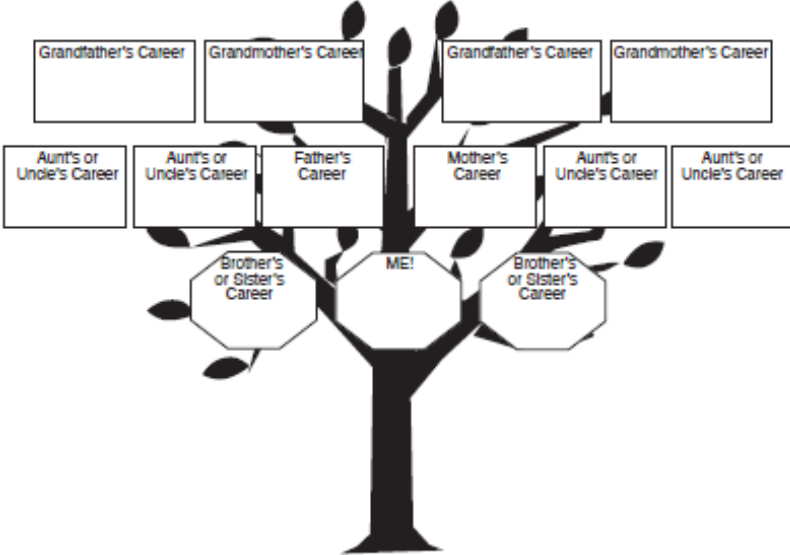 Grandfather's Career
Grandmother's Career
Grandfather's Career
Grandmother's Career
Aunt's or
Uncle's Career
Aunt's or
Uncle's Career
Father's
Career
Mother's
Career
Aunt's or
Uncle's Career
Aunt's or
Uncle's Career
Brother's
or Sister's
Career
ME!
Brother's
or Sister's
Career